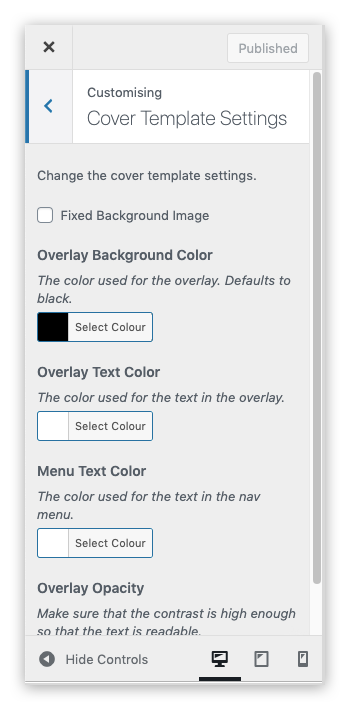 Published
Customising
Cover Template Settings
Change the cover template settings.
Fixed Background Image
Overlay Background Color
The color used for the overlay. Defaults to
black.
Select Colour
Overlay Text Color
The color used for the text in the overlay.
Select Colour
Menu Text Color
The color used for the text in the nav
menu.
Select Colour
Overlay Opacity
Make sure that the contrast is high enough
so that the text is readable.
Hide Controls